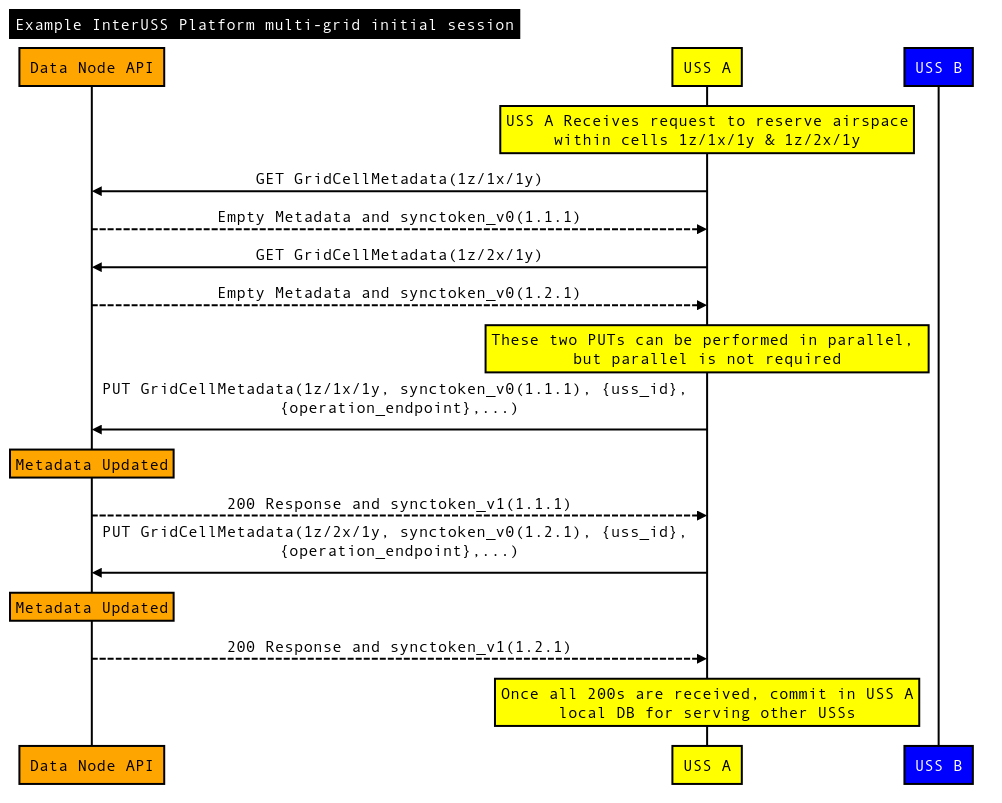 Example InterUSS Platform multi-grid initial session
Data Node API
USS A
USS B
USS A Receives request to reserve airspace
within cells 1z/1x/1y & 1z/2x/1y
GET GridCellMetadata(1z/1x/1y)
Empty Metadata and synctoken_v0(1.1.1)
GET GridCellMetadata(1z/2x/1y)
Empty Metadata and synctoken_v0(1.2.1)
These two PUTs can be performed in parallel,
but parallel is not required
PUT GridCellMetadata(1z/1x/1y, synctoken_v0(1.1.1), {uss_id},
{operation_endpoint},...)
Metadata Updated
200 Response and synctoken_v1(1.1.1)
PUT GridCellMetadata(1z/2x/1y, synctoken_v0(1.2.1), {uss_id},
{operation_endpoint},...)
Metadata Updated
200 Response and synctoken_v1(1.2.1)
Once all 200s are received, commit in USS A
local DB for serving other USSs
Data Node API
USS A
USS B